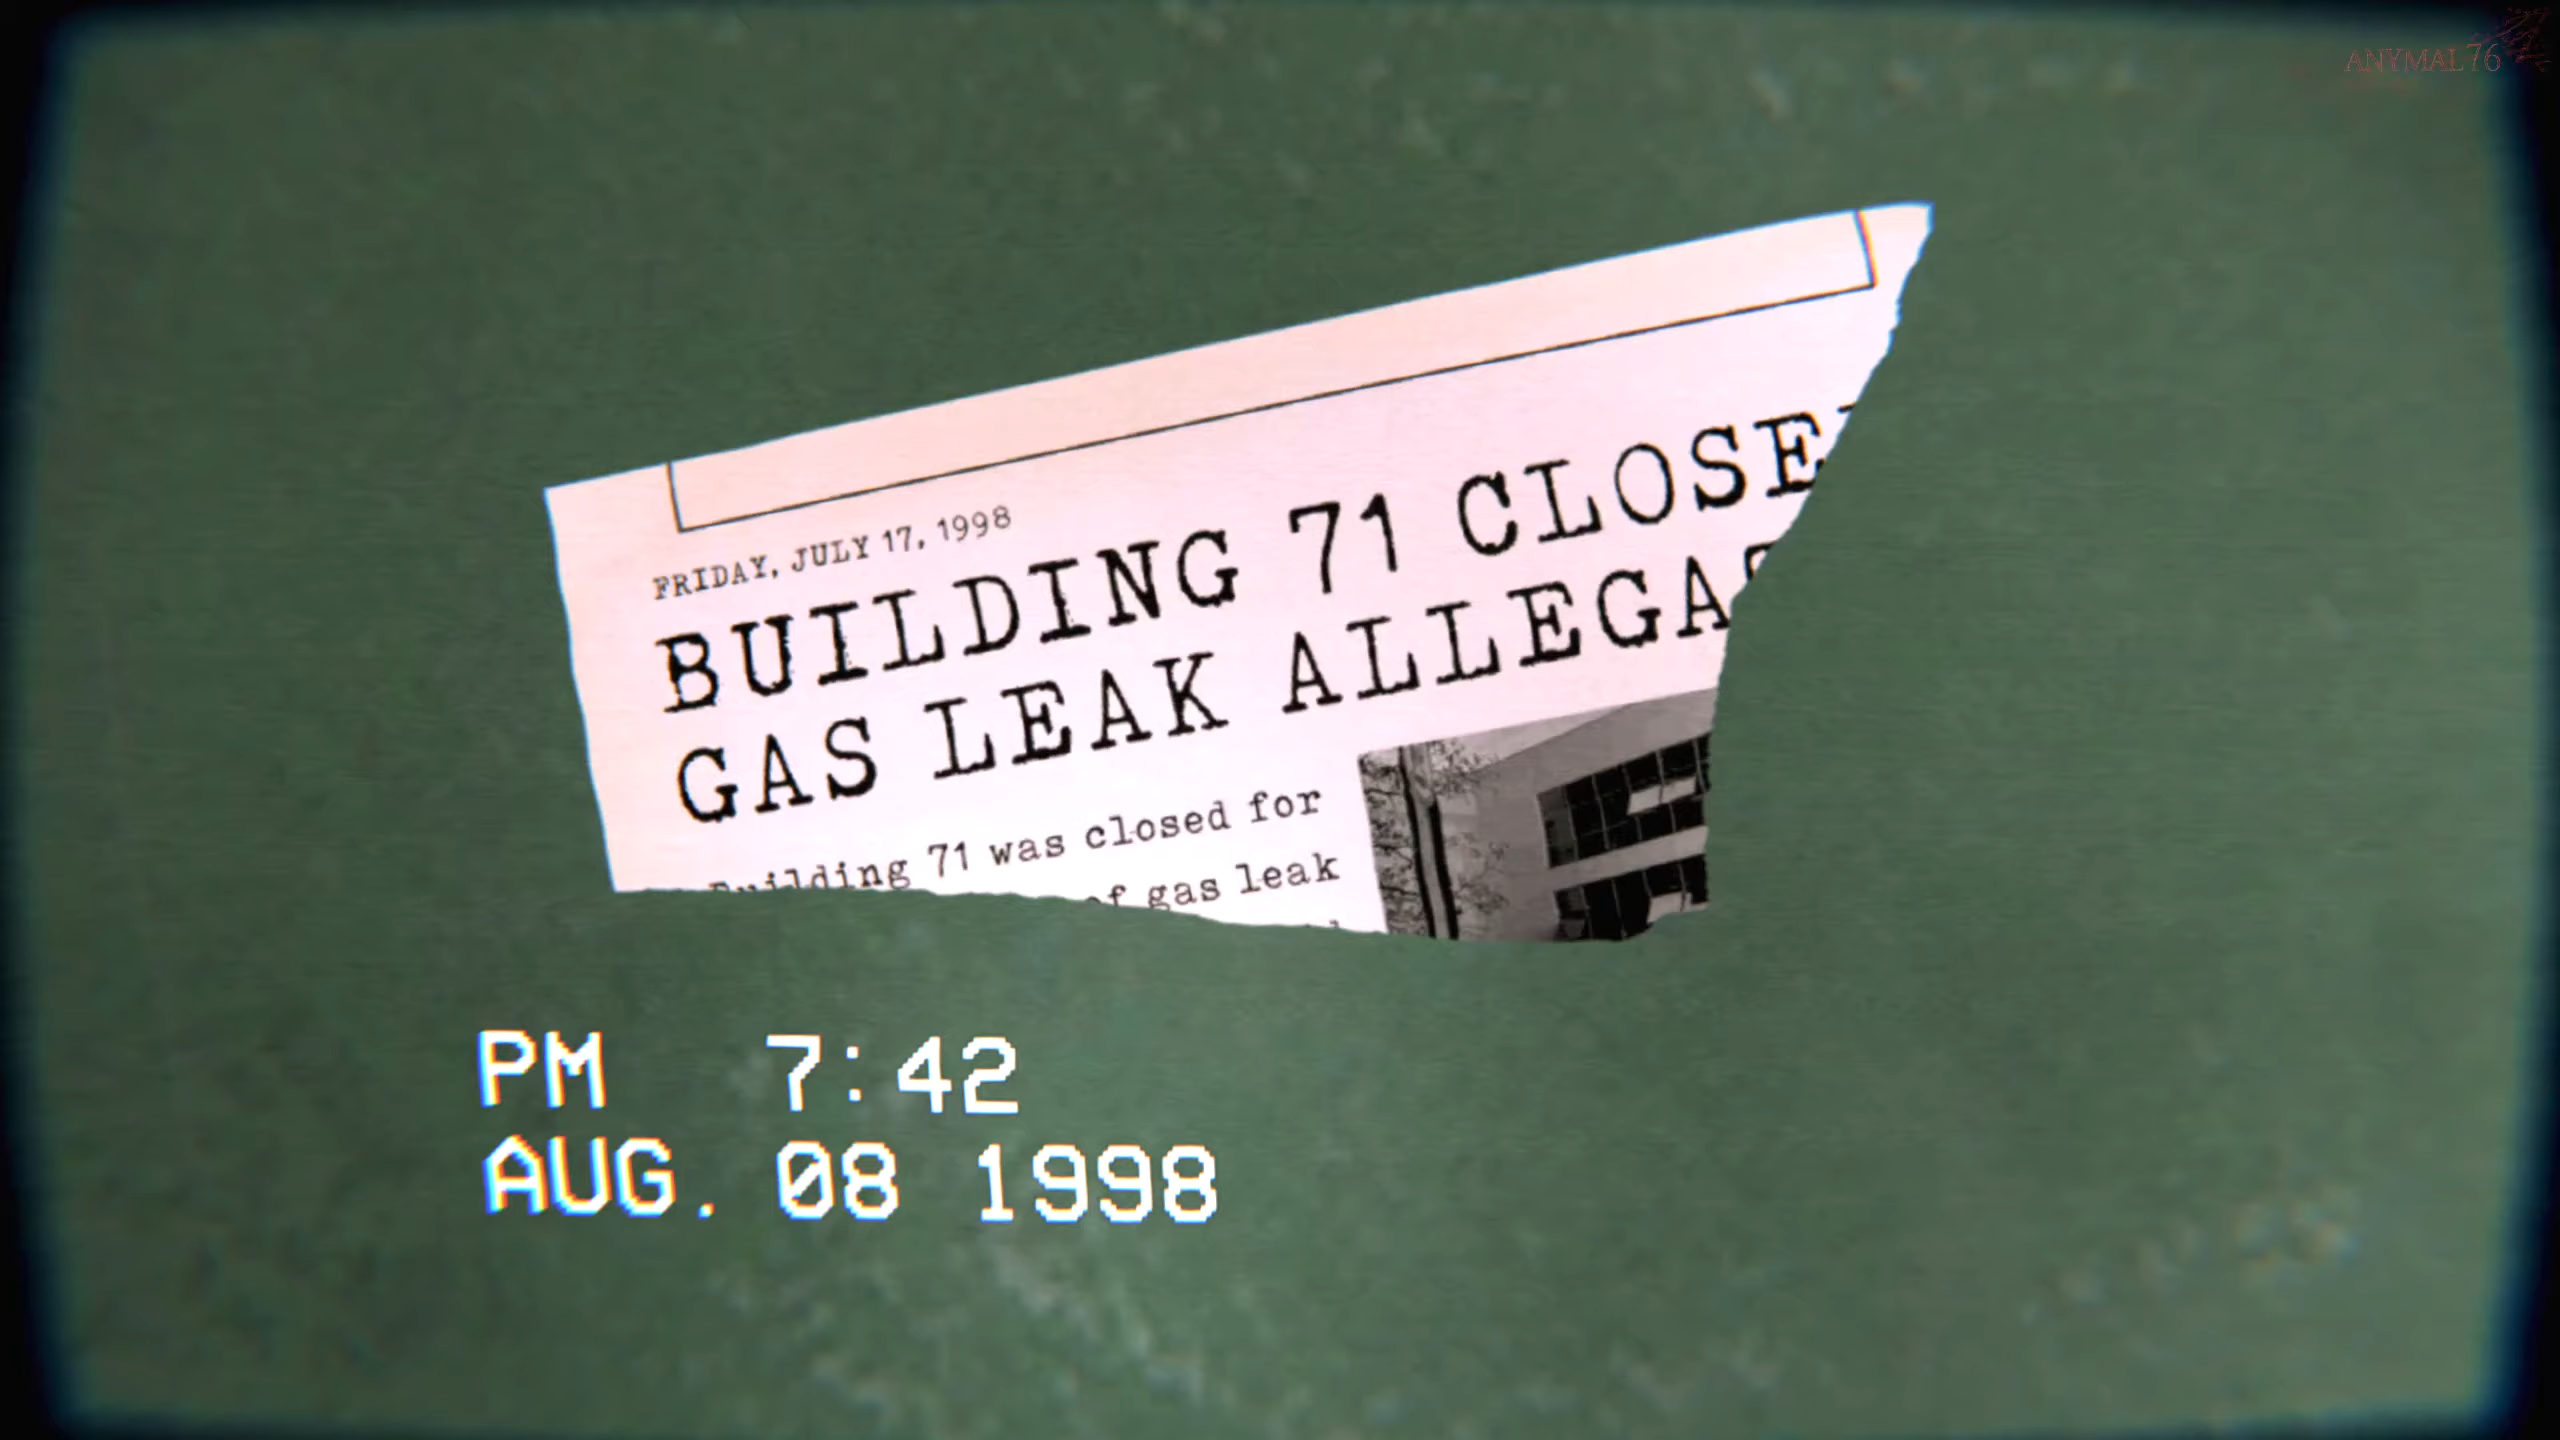 ANYMAL76
FRIDAY, JULY 17, 1998
BUILDING 71 CLOSE
GAS LEAK ALLEGA
Building 71 was closed for
of gas leak
PM 7:42
AUG. 08 1998